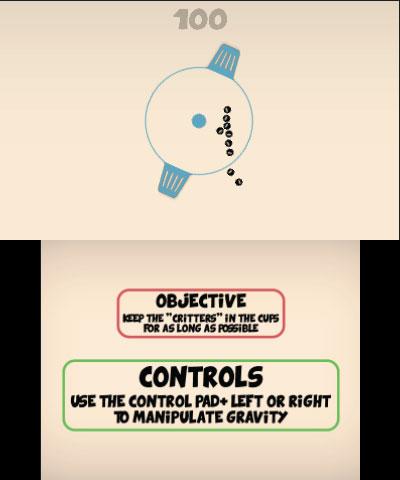 100
OBJECTIVE
KEEP THE "CRITTERS" IN THE CUPS
FOR AS LONG AS POSSIBLE
CONTROLS
USE THE CONTROL PAD+ LEFT OR RIGHT
TO MANIPULATE GRAVITY